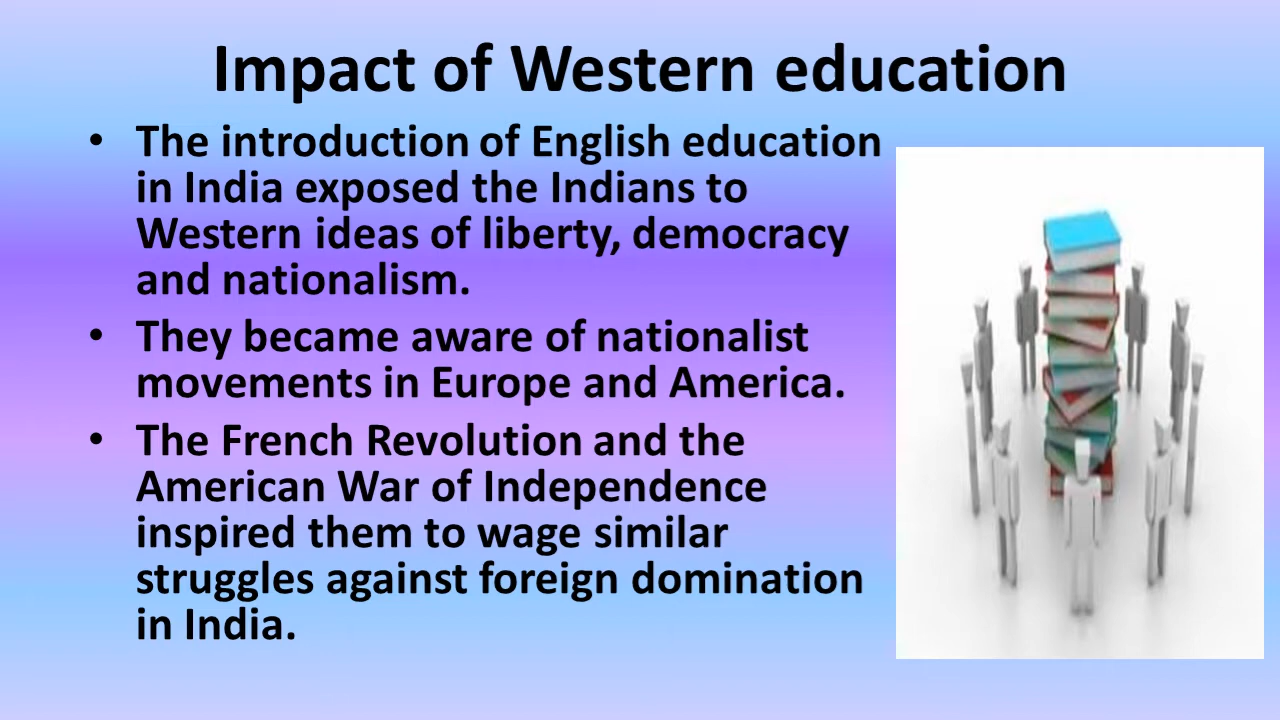 Impact of Western education
• The introduction of English education
in India exposed the Indians to
Western ideas of liberty, democracy
and nationalism.
• They became aware of nationalist
movements in Europe and America.
• The French Revolution and the
American War of Independence
inspired them to wage similar
struggles against foreign domination
in India.